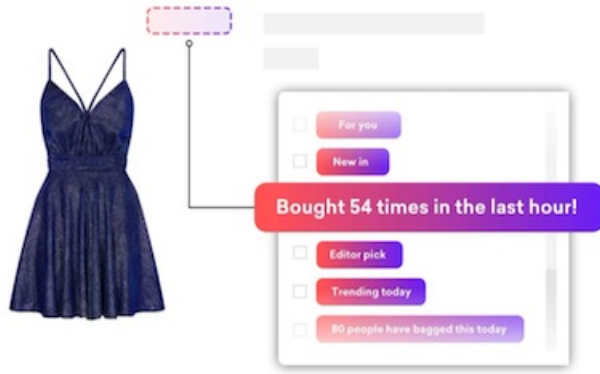 For you
New in
Bought 54 times in the last hour!
Editor pick
Trending today
80 people have bagged this today